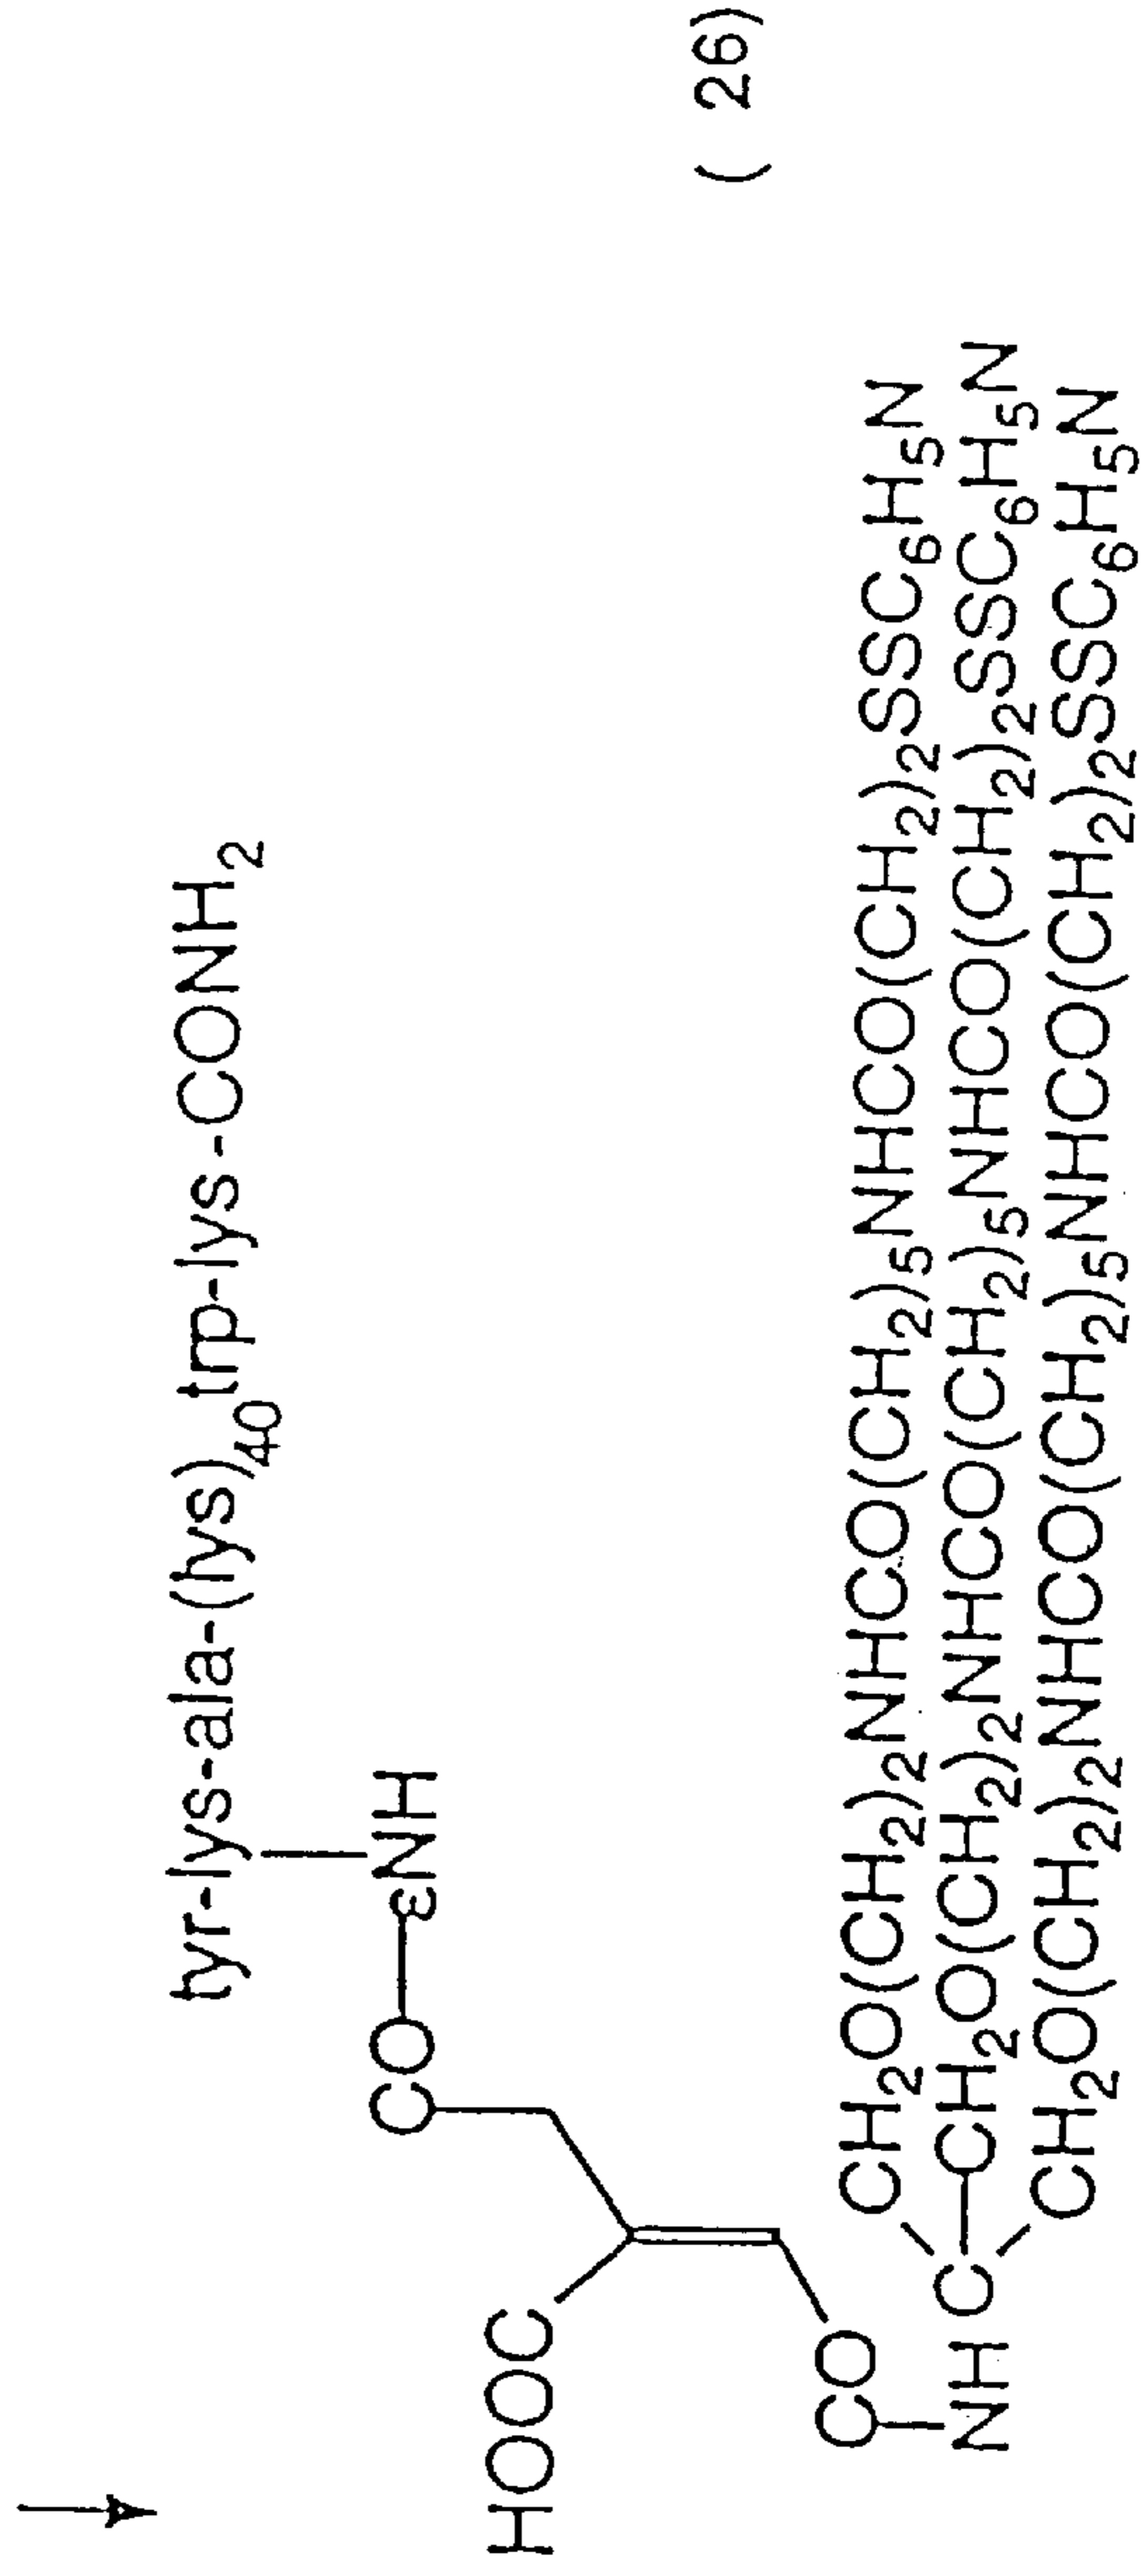 tyr-lys-ala-(lys)₄₀trp-lys-CONH₂
CO—εNH
HOOC
( 26)
CO
CH₂O(CH₂)₂NHCO(CH₂)₅NHCO(CH₂)₂SSC₆H₅N
NH C—CH₂O(CH₂)₂NHCO(CH₂)₅NHCO(CH₂)₂SSC₆H₅N
CH₂O(CH₂)₂NHCO(CH₂)₅NHCO(CH₂)₂SSC₆H₅N